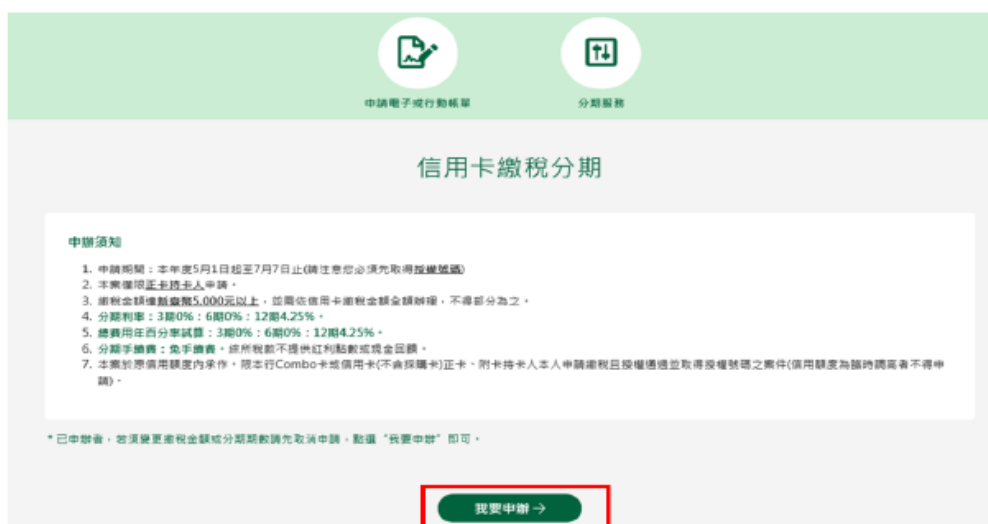 申請電子或行動帳單
分期服務
信用卡繳稅分期
申辦須知
1. 申請期間：本年度5月1日起至7月7日止(請注意您必須先取得授權號碼)
2. 本案僅限正卡持卡人申請。
3. 繳稅金額達新臺幣5,000元以上，並需依信用卡繳稅金額全額辦理，不得部分為之。
4. 分期利率：3期0%；6期0%；12期4.25%。
5. 總費用年百分率試算：3期0%；6期0%；12期4.25%。
6. 分期手續費：免手續費。綜所稅款不提供紅利點數或現金回饋。
7. 本案於原信用額度內承作，限本行Combo卡或信用卡(不含採購卡)正卡、附卡持卡人本人申請繳稅且授權通過並取得授權號碼之案件(信用額度為臨時調高者不得申
請)。
*已申辦者，若須變更繳稅金額或分期期數請先取消申請，點選“我要申辦”即可。
我要申辦→